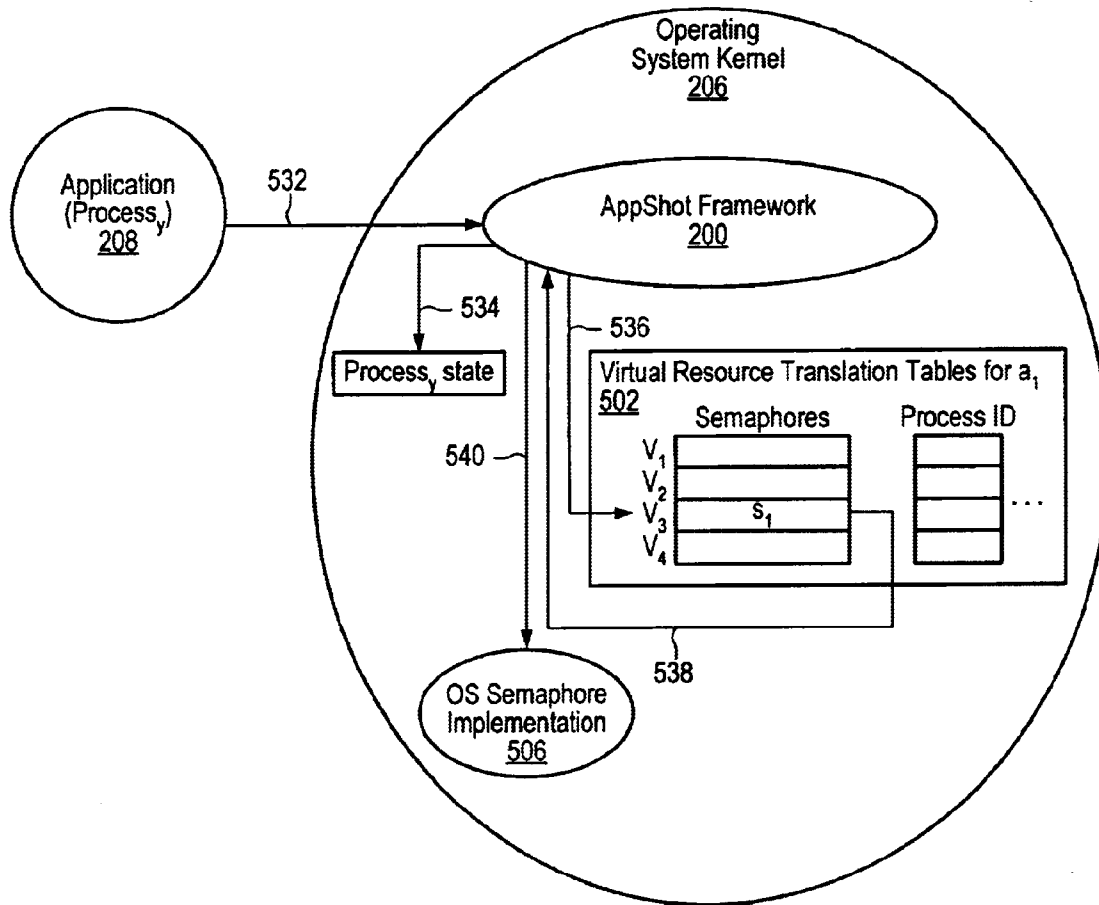 Operating
System Kernel
206
Application
(Process_y)
208
532
AppShot Framework
200
534
536
Process_y state
Virtual Resource Translation Tables for a_1
502
Semaphores
Process ID
540
V_1
V_2
V_3
s_1
. . .
V_4
538
OS Semaphore
Implementation
506